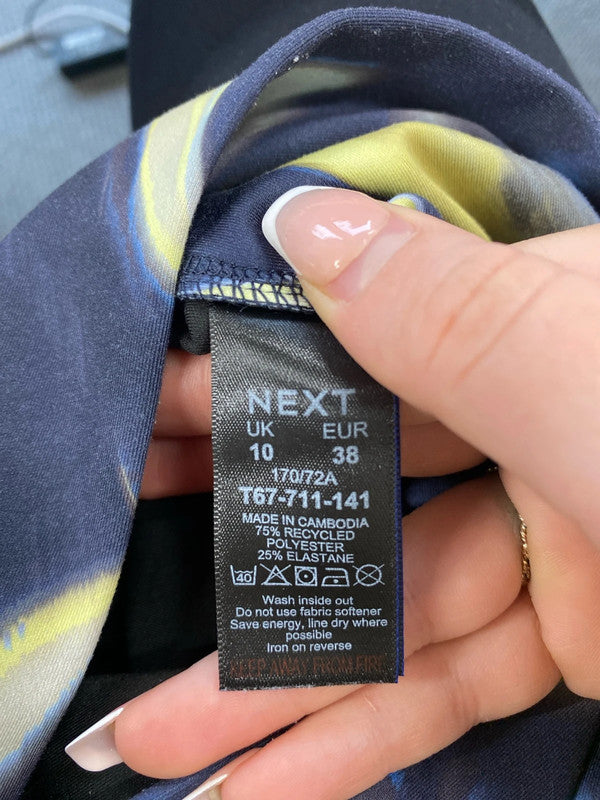 NEXT
UK EUR
10 38
170/72A
T67-711-141
MADE IN CAMBODIA
75% RECYCLED
POLYESTER
25% ELASTANE
40
Wash inside out
Do not use fabric softener
Save energy, line dry where
possible
Iron on reverse
KEEP AWAY FROM FIRE